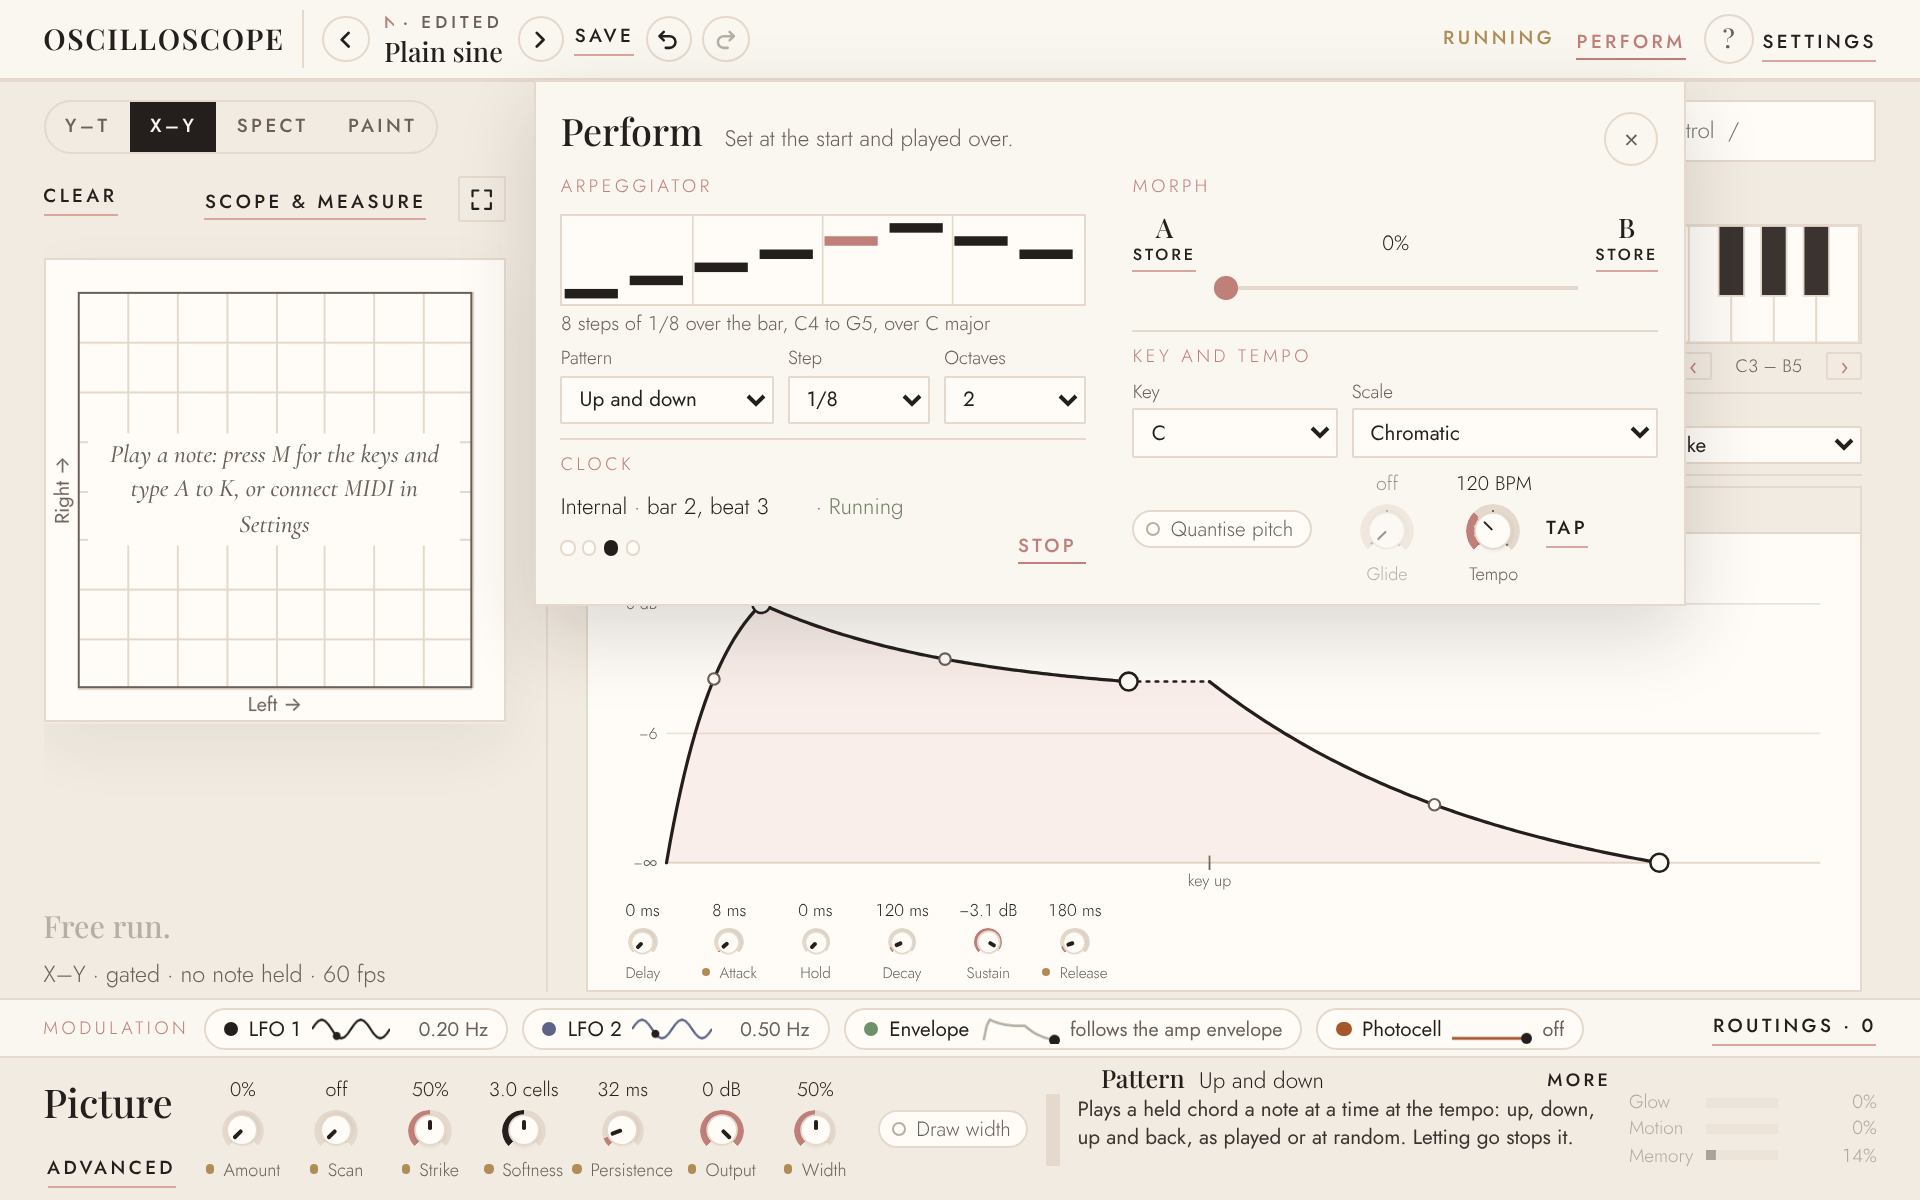 OSCILLOSCOPE
· EDITED
Plain sine
SAVE
RUNNING
PERFORM
?
SETTINGS
Y–T
X–Y
SPECT
PAINT
CLEAR
SCOPE & MEASURE
Right →
Play a note: press M for the keys and
type A to K, or connect MIDI in
Settings
Left →
Free run.
X–Y · gated · no note held · 60 fps
Perform
Set at the start and played over.
×
ARPEGGIATOR
8 steps of 1/8 over the bar, C4 to G5, over C major
Pattern
Step
Octaves
Up and down
1/8
2
CLOCK
Internal · bar 2, beat 3
· Running
STOP
MORPH
A
STORE
0%
B
STORE
KEY AND TEMPO
Key
Scale
C
Chromatic
Quantise pitch
off
Glide
120 BPM
Tempo
TAP
/
C3 – B5
−6
−∞
key up
0 ms
8 ms
0 ms
120 ms
−3.1 dB
180 ms
Delay
Attack
Hold
Decay
Sustain
Release
MODULATION
LFO 1
0.20 Hz
LFO 2
0.50 Hz
Envelope
follows the amp envelope
Photocell
off
ROUTINGS · 0
Picture
ADVANCED
0%
off
50%
3.0 cells
32 ms
0 dB
50%
Amount
Scan
Strike
Softness
Persistence
Output
Width
Draw width
Pattern
Up and down
MORE
Plays a held chord a note at a time at the tempo: up, down,
up and back, as played or at random. Letting go stops it.
Glow
0%
Motion
0%
Memory
14%